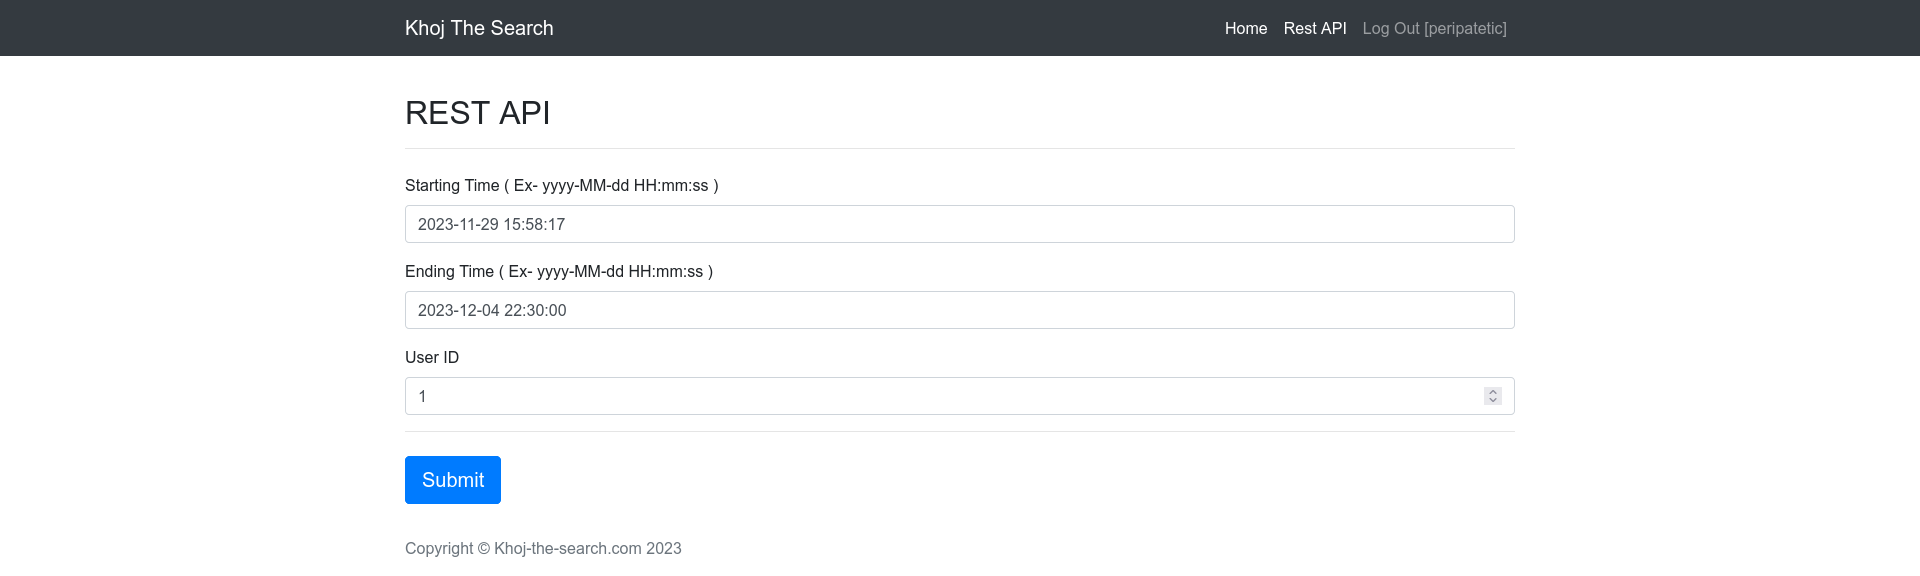 Khoj The Search Home Rest API Log Out [peripatetic]
REST API
Starting Time ( Ex- yyyy-MM-dd HH:mm:ss )
2023-11-29 15:58:17
Ending Time ( Ex- yyyy-MM-dd HH:mm:ss )
2023-12-04 22:30:00
User ID
1
Submit
Copyright © Khoj-the-search.com 2023